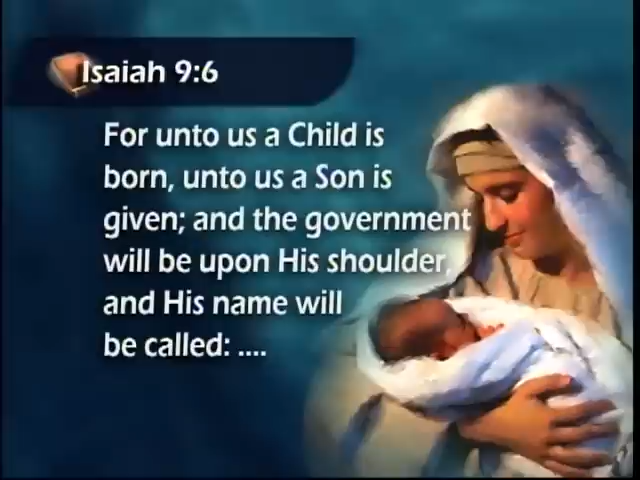 Isaiah 9:6
For unto us a Child is
born, unto us a Son is
given; and the government
will be upon His shoulder,
and His name will
be called: ....